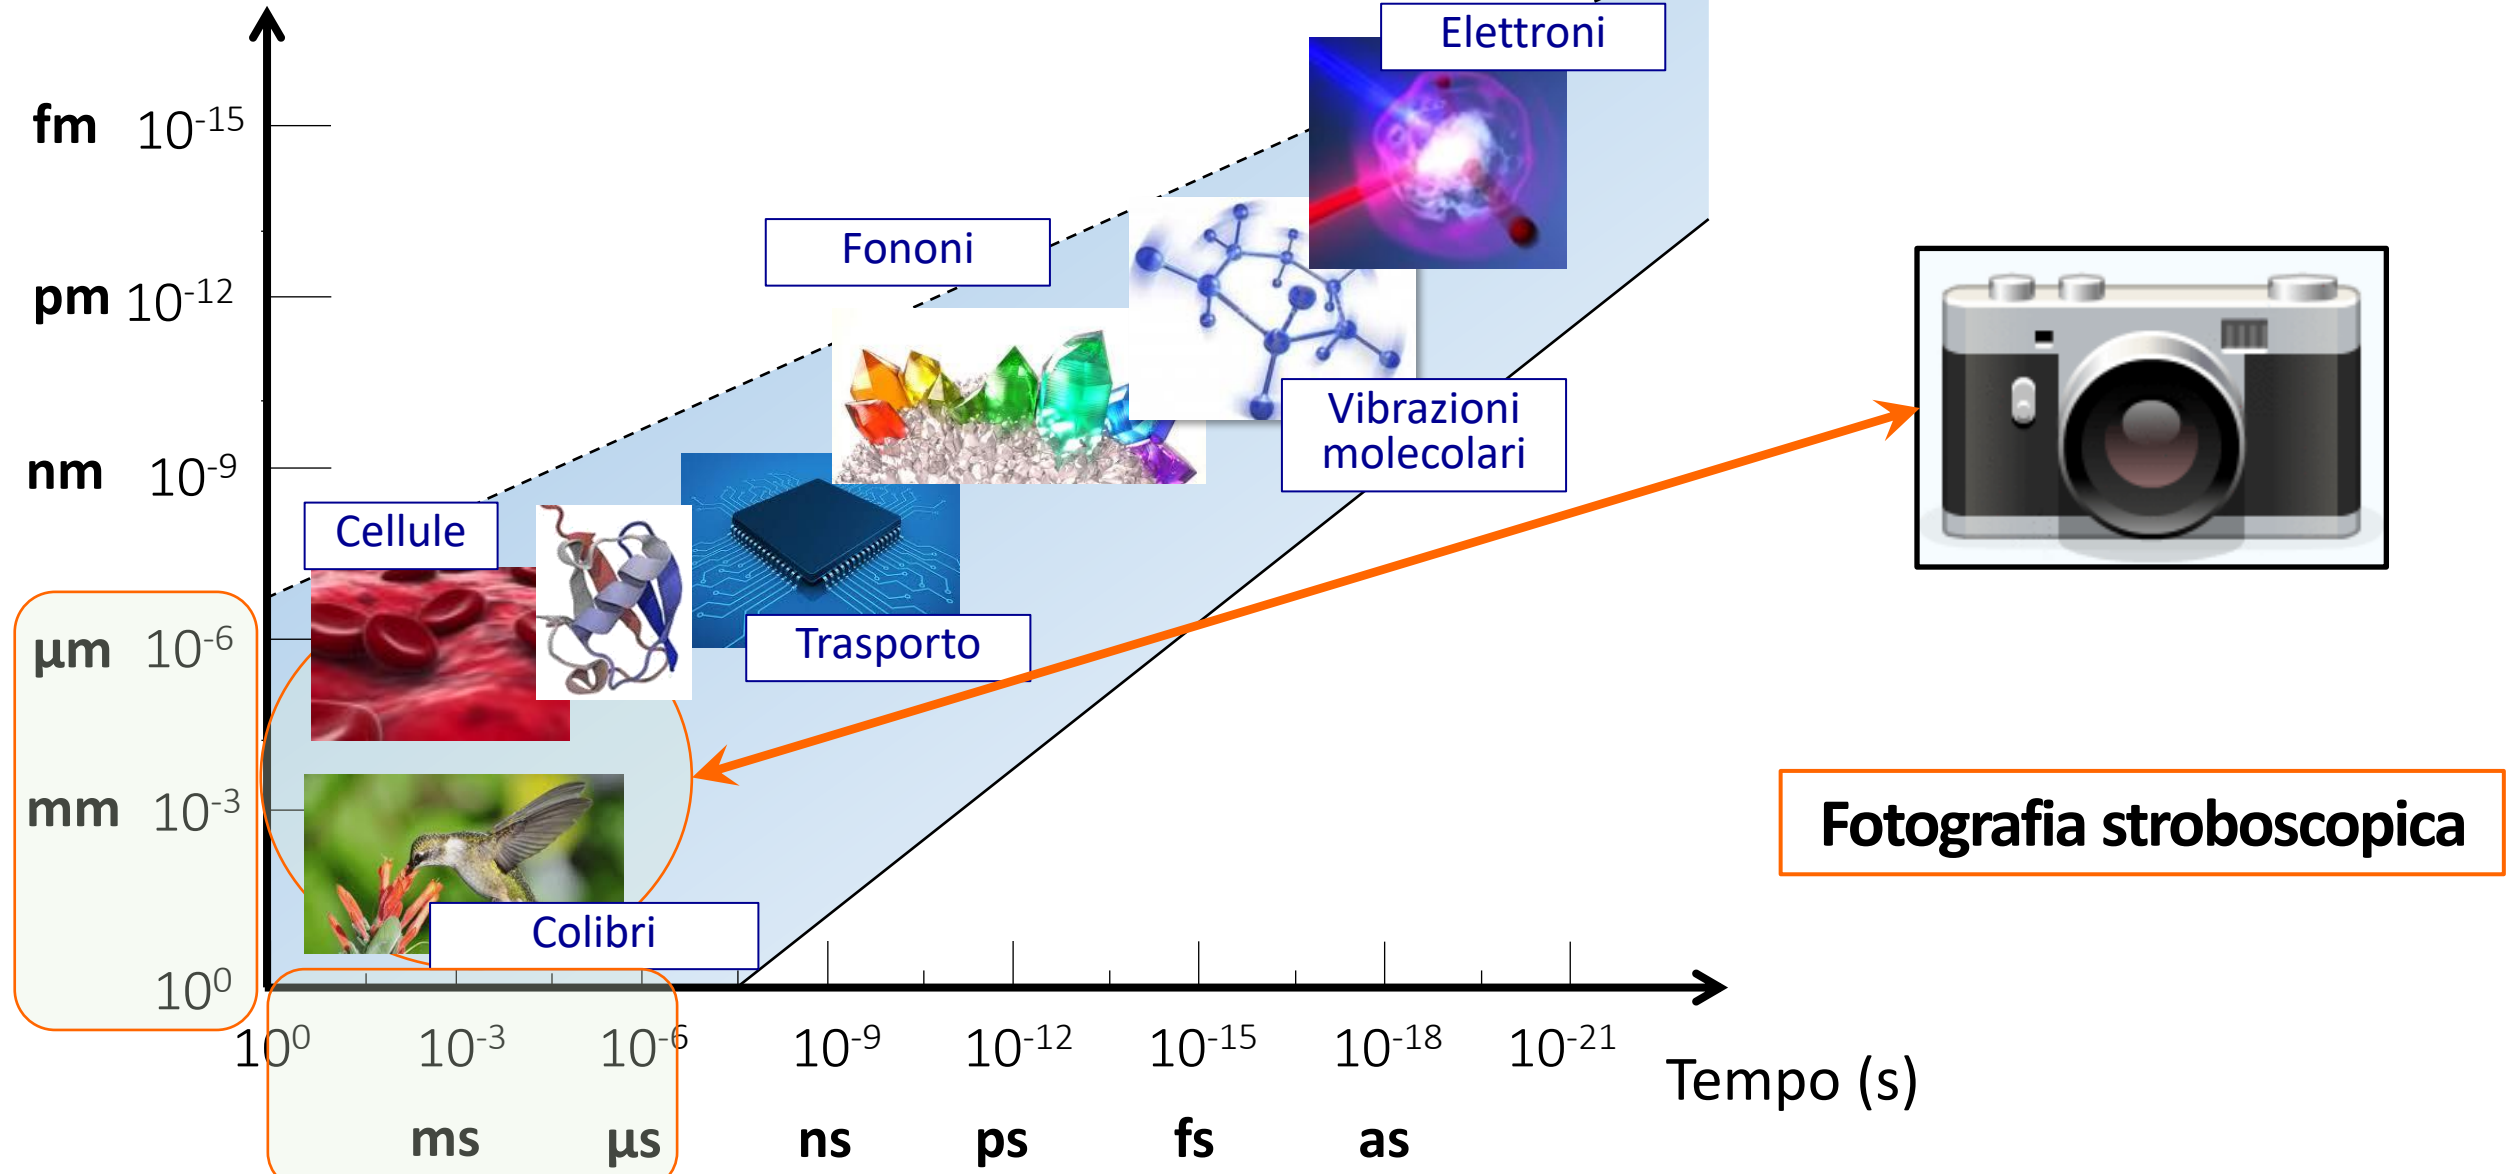 Elettroni
fm 10⁻¹⁵
Fononi
pm 10⁻¹²
Vibrazioni
molecolari
nm 10⁻⁹
Cellule
µm 10⁻⁶
Trasporto
mm 10⁻³
Fotografia stroboscopica
Colibri
10⁰
10⁰ 10⁻³ 10⁻⁶ 10⁻⁹ 10⁻¹² 10⁻¹⁵ 10⁻¹⁸ 10⁻²¹
Tempo (s)
ms µs ns ps fs as